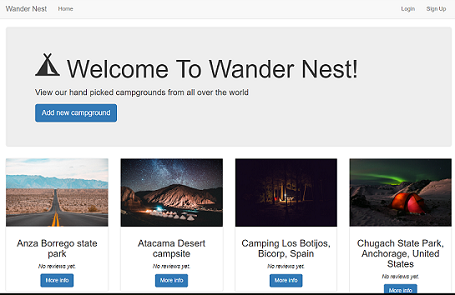 Wander Nest Home Login Sign Up
Welcome To Wander Nest!
View our hand picked campgrounds from all over the world
Add new campground
Anza Borrego state
park
No reviews yet.
More info
Atacama Desert
campsite
No reviews yet.
More info
Camping Los Botijos,
Bicorp, Spain
No reviews yet.
More info
Chugach State Park,
Anchorage, United
States
No reviews yet.
More info